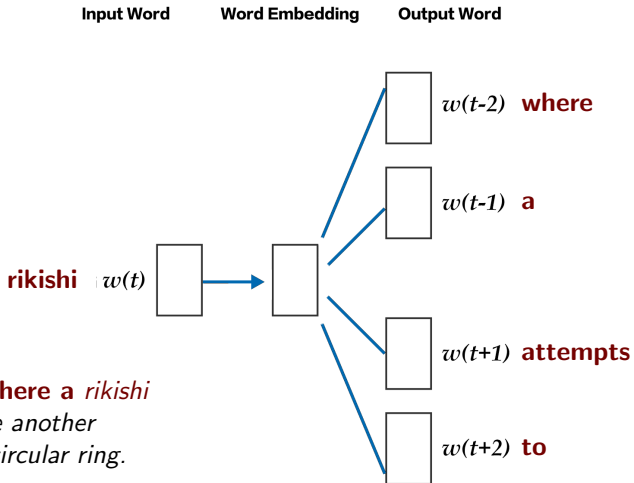 Input Word Word Embedding Output Word
w(t-2) where
w(t-1) a
rikishi w(t)
w(t+1) attempts
here a rikishi
e another
w(t+2) to
ircular ring.